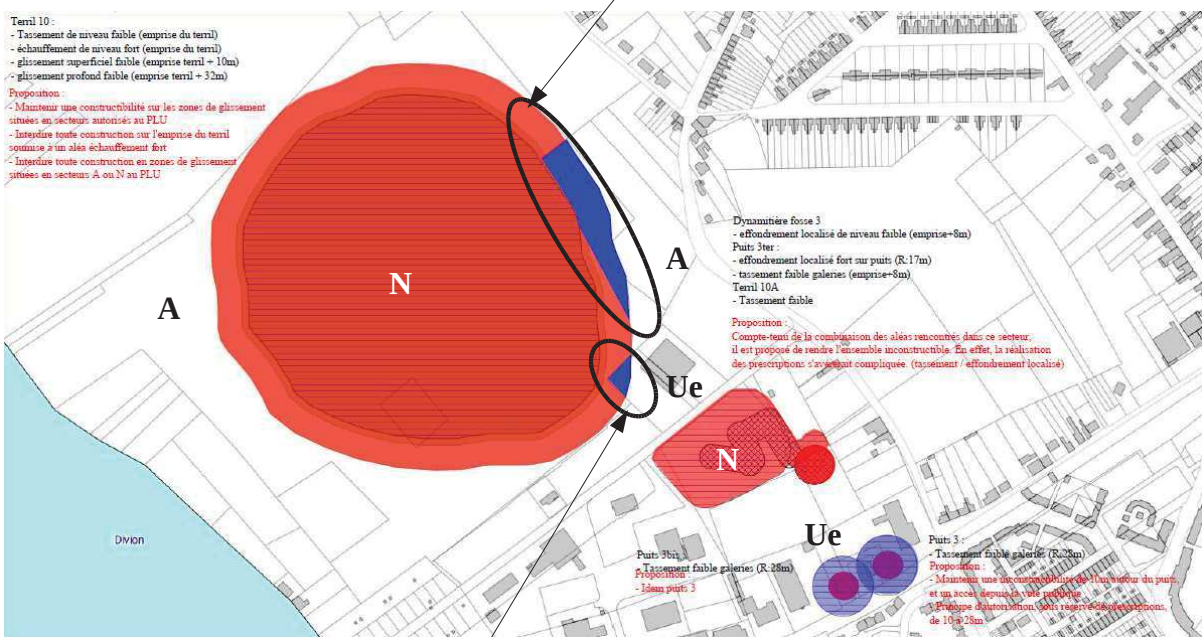 Terril 10 :
- Tassement de niveau faible (emprise du terril)
- échauffement de niveau fort (emprise du terril)
- glissement superficiel faible (emprise terril + 10m)
- glissement profond faible (emprise terril + 32m)
Proposition :
- Maintenir une constructibilité sur les zones de glissement
situées en secteurs autorisés au PLU
- Interdire toute construction sur l'emprise du terril
soumise à un aléa échauffement fort
- Interdire toute construction en zones de glissement
situées en secteurs A ou N au PLU
Dynamitière fosse 3
- effondrement localisé de niveau faible (emprise+8m)
Puits 3ter :
- effondrement localisé fort sur puits (R:17m)
- tassement faible galeries (emprise+8m)
Terril 10A
- Tassement faible
Proposition :
Compte-tenu de la combinaison des aléas rencontrés dans ce secteur,
il est proposé de rendre l'ensemble inconstructible. En effet, la réalisation
des prescriptions s'avèrerait compliquée. (tassement / effondrement localisé)
A
N
A
Ue
N
Ue
Divion
Puits 3bis :
- Tassement faible galeries (R:28m)
Proposition :
- Idem puits 3
Puits 3 :
- Tassement faible galeries (R:28m)
Proposition :
- Maintenir une inconstructibilité de 10m autour du puits,
et un accès depuis la voie publique
- Principe d'autorisation, sous réserve de prescriptions,
de 10 à 28m